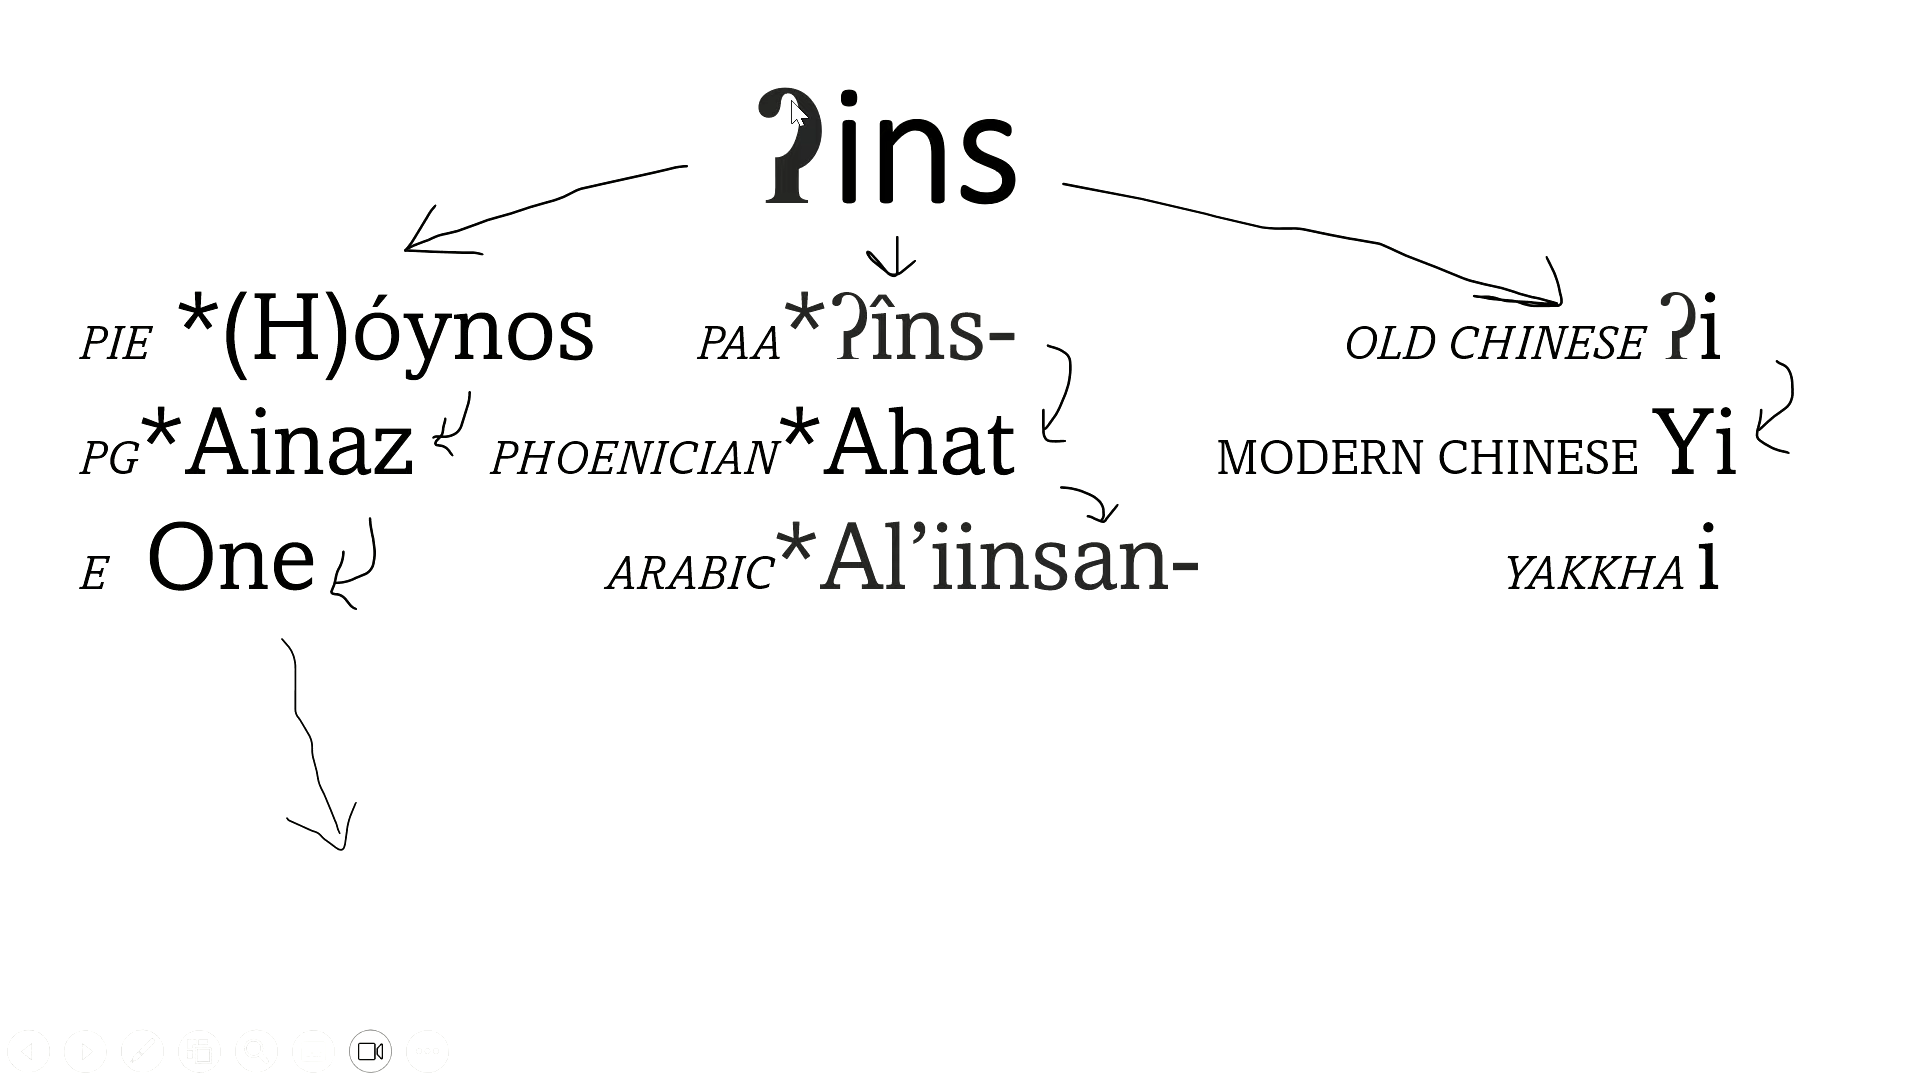 ʔins
PIE *(H)óynos PAA *ʔîns- OLD CHINESE ʔi
PG *Ainaz PHOENICIAN *Ahat MODERN CHINESE Yi
E One ARABIC *Al’iinsan- YAKKHA i